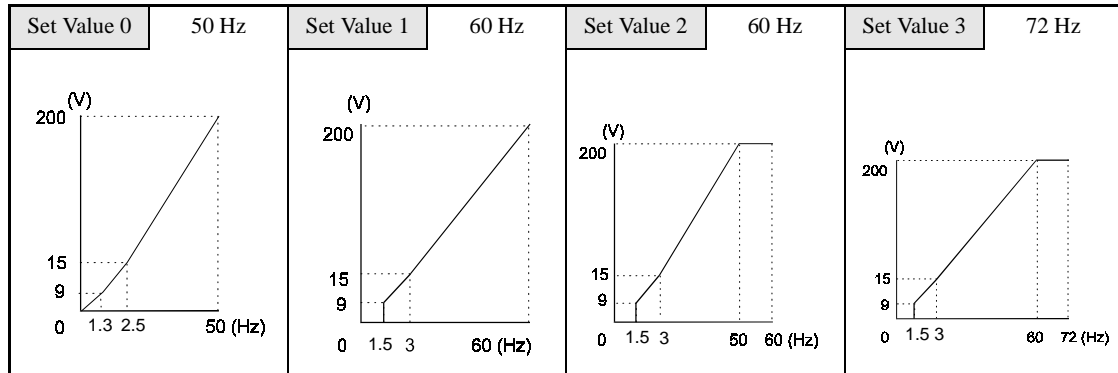 Set Value 0 50 Hz
(V)
200
15
9
0 1.3 2.5 50 (Hz)
Set Value 1 60 Hz
(V)
200
15
9
0 1.5 3 60 (Hz)
Set Value 2 60 Hz
(V)
200
15
9
0 1.5 3 50 60 (Hz)
Set Value 3 72 Hz
(V)
200
15
9
0 1.5 3 60 72 (Hz)